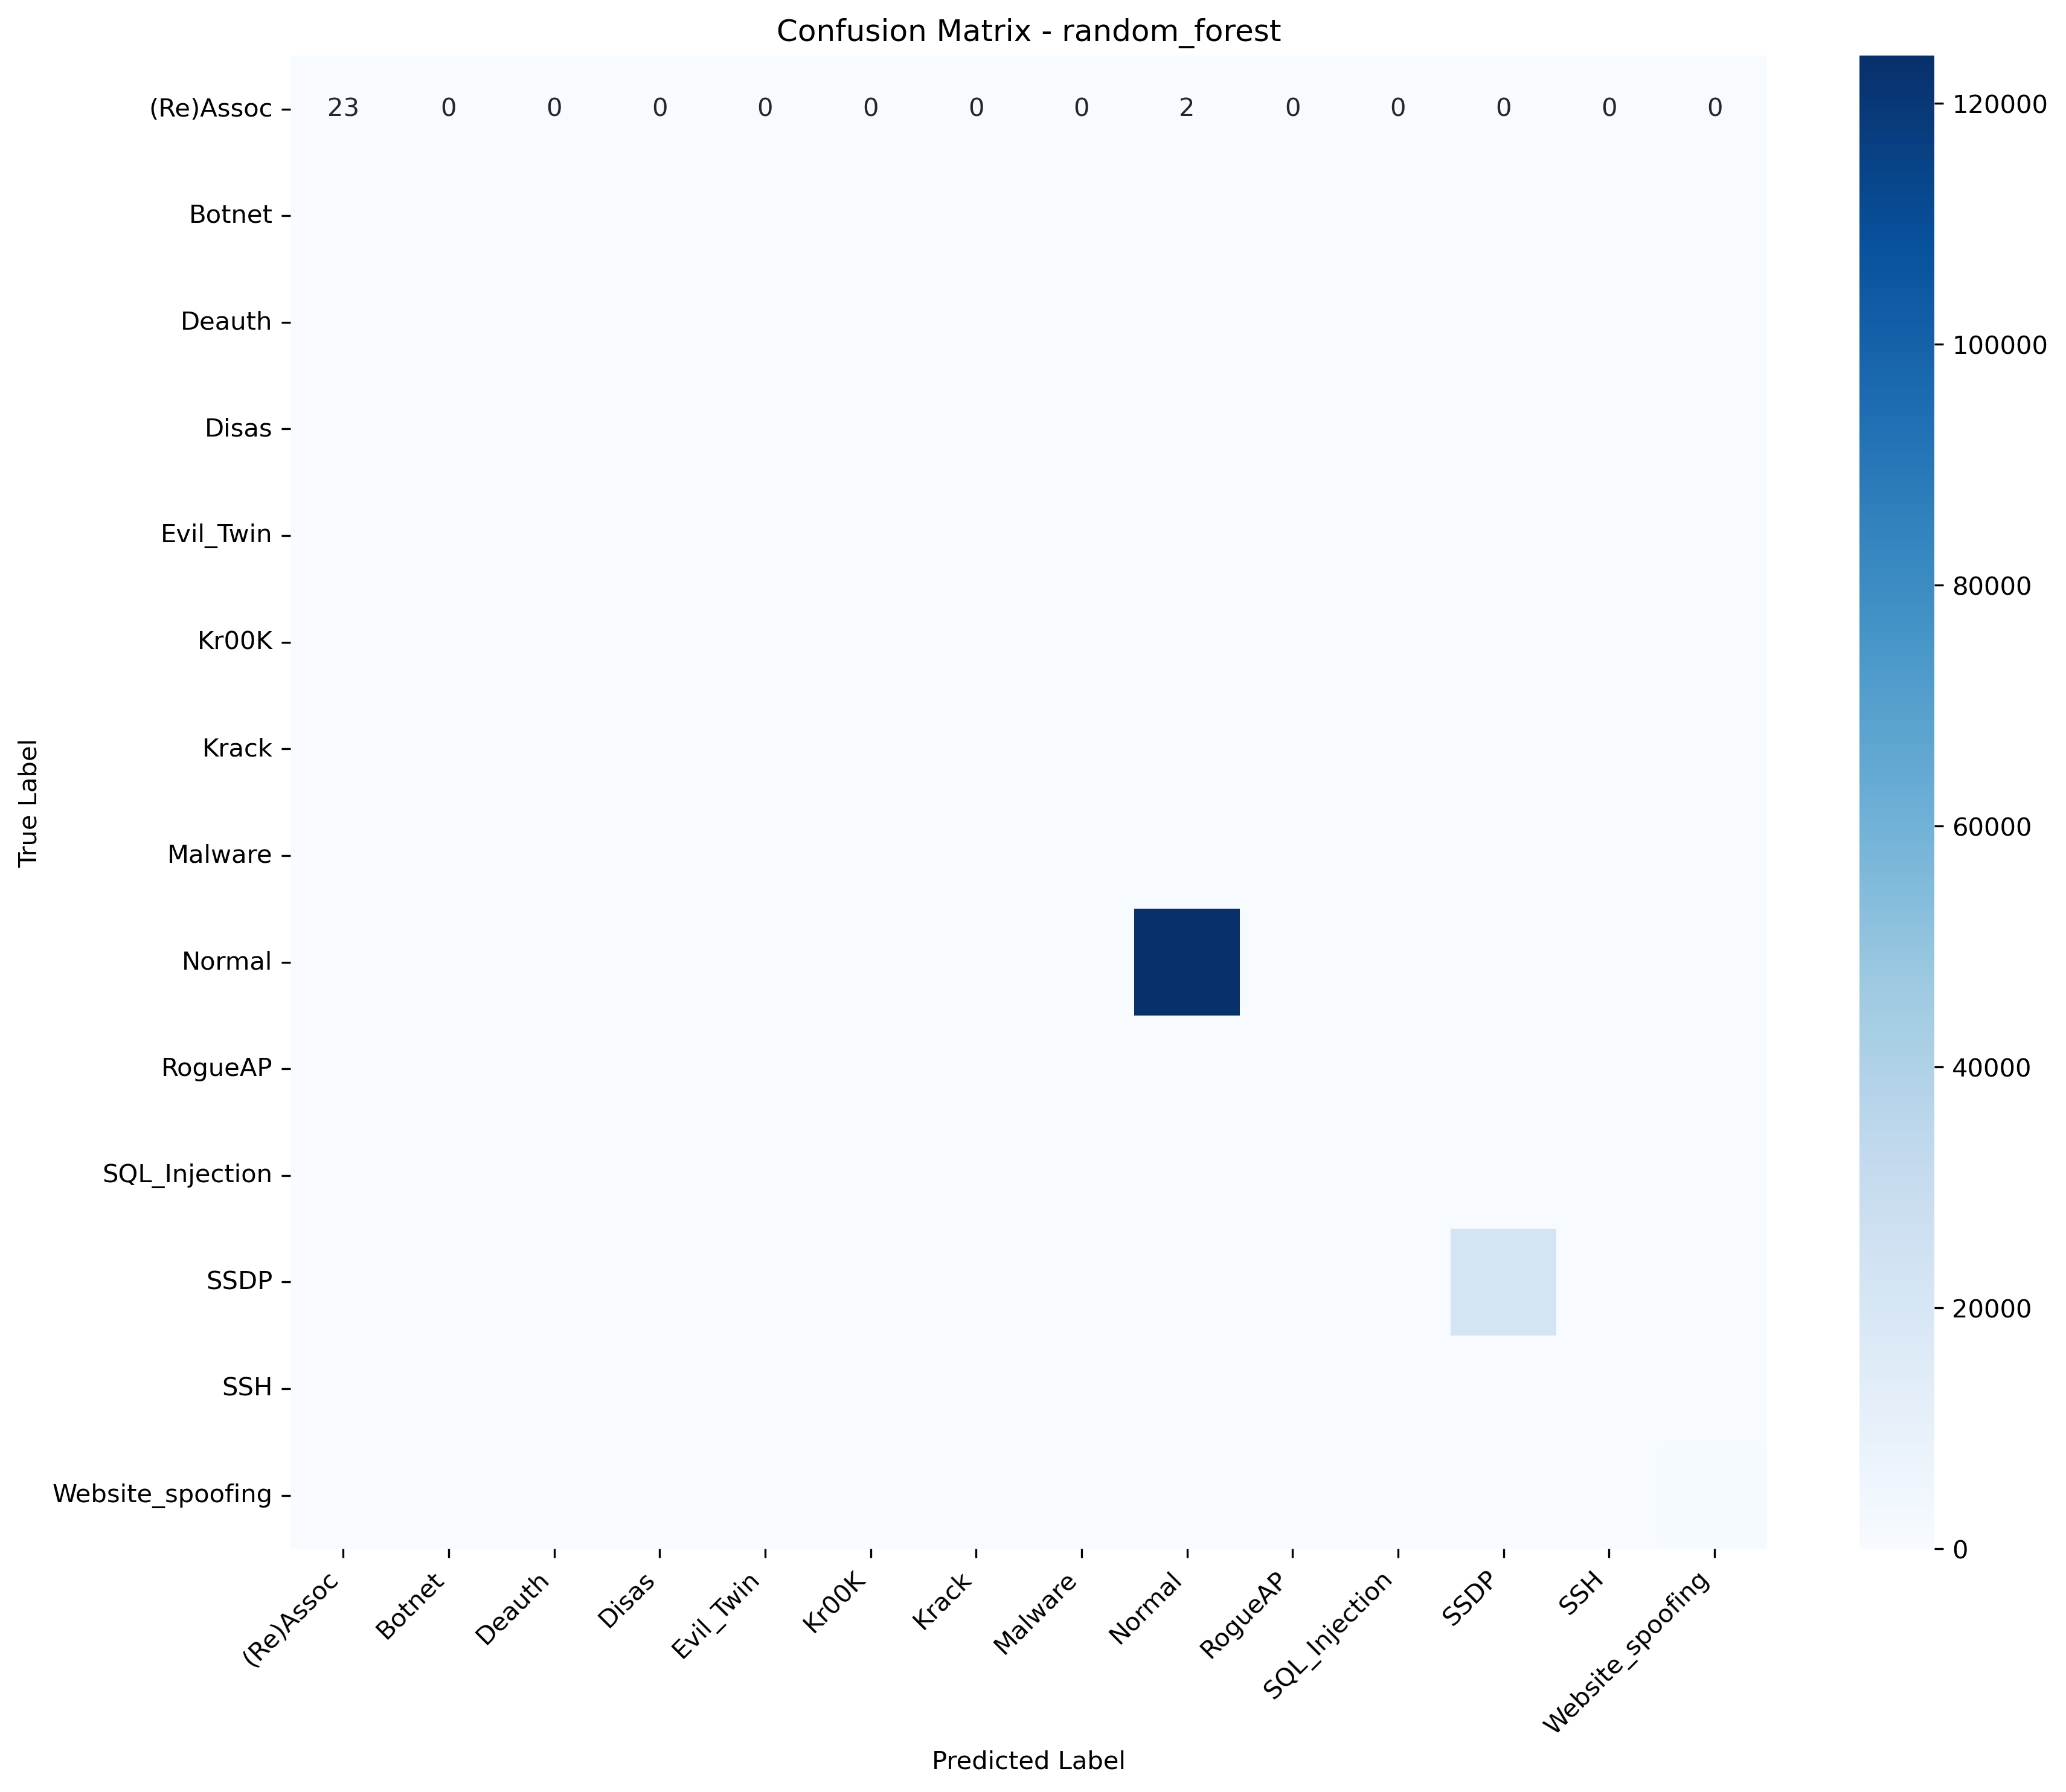 Confusion Matrix - random_forest
(Re)Assoc
23 0 0 0 0 0 0 0 2 0 0 0 0 0
Botnet
Deauth
Disas
Evil_Twin
Kr00K
Krack
Malware
Normal
RogueAP
SQL_Injection
SSDP
SSH
Website_spoofing
True Label
(Re)Assoc
Botnet
Deauth
Disas
Evil_Twin
Kr00K
Krack
Malware
Normal
RogueAP
SQL_Injection
SSDP
SSH
Website_spoofing
Predicted Label
120000
100000
80000
60000
40000
20000
0